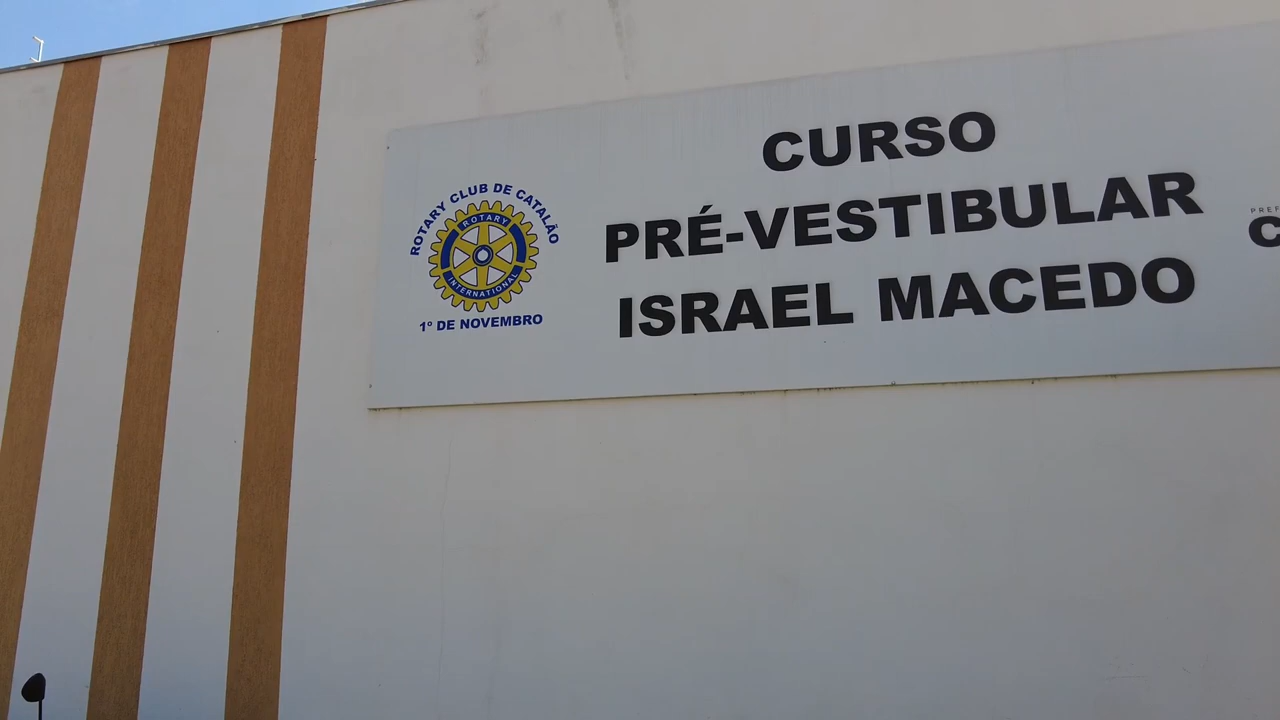 ROTARY CLUB DE CATALÃO
ROTARY
INTERNATIONAL
1º DE NOVEMBRO
CURSO
PRÉ-VESTIBULAR
ISRAEL MACEDO